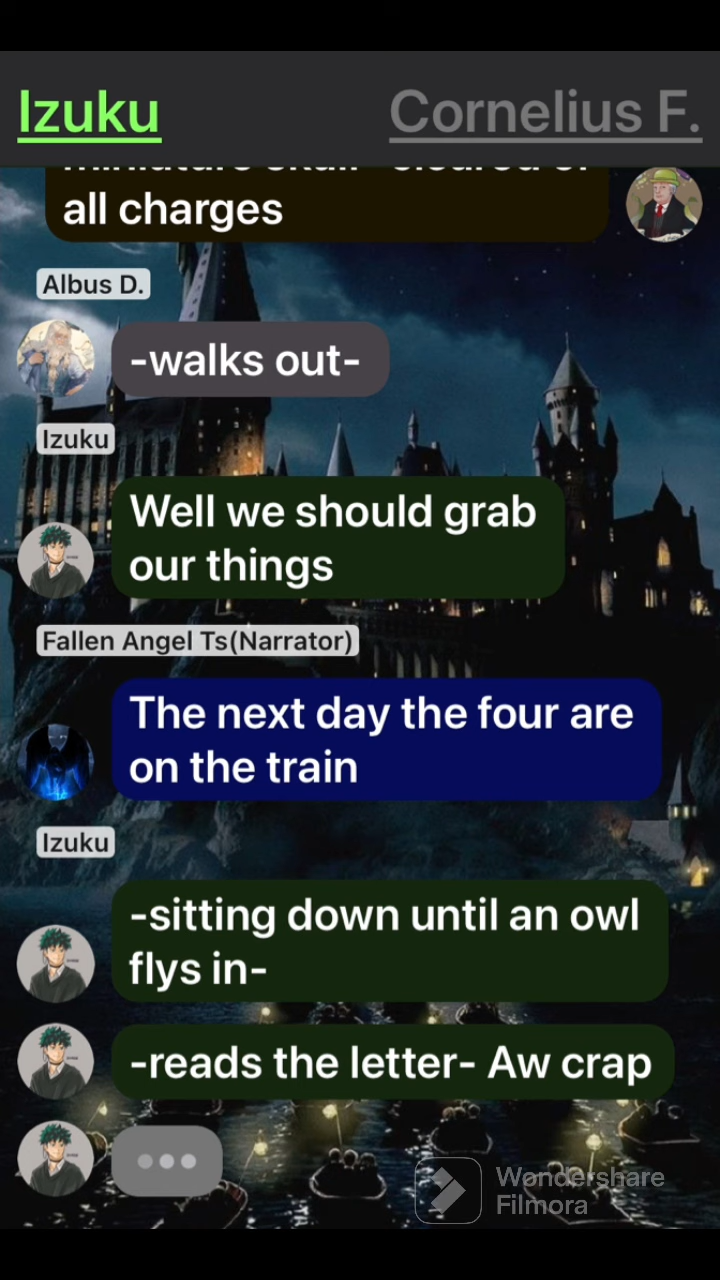 Izuku
Cornelius F.
all charges
Albus D.
-walks out-
Izuku
Well we should grab
our things
Fallen Angel Ts(Narrator)
The next day the four are
on the train
Izuku
-sitting down until an owl
flys in-
-reads the letter- Aw crap
Wondershare
Filmora